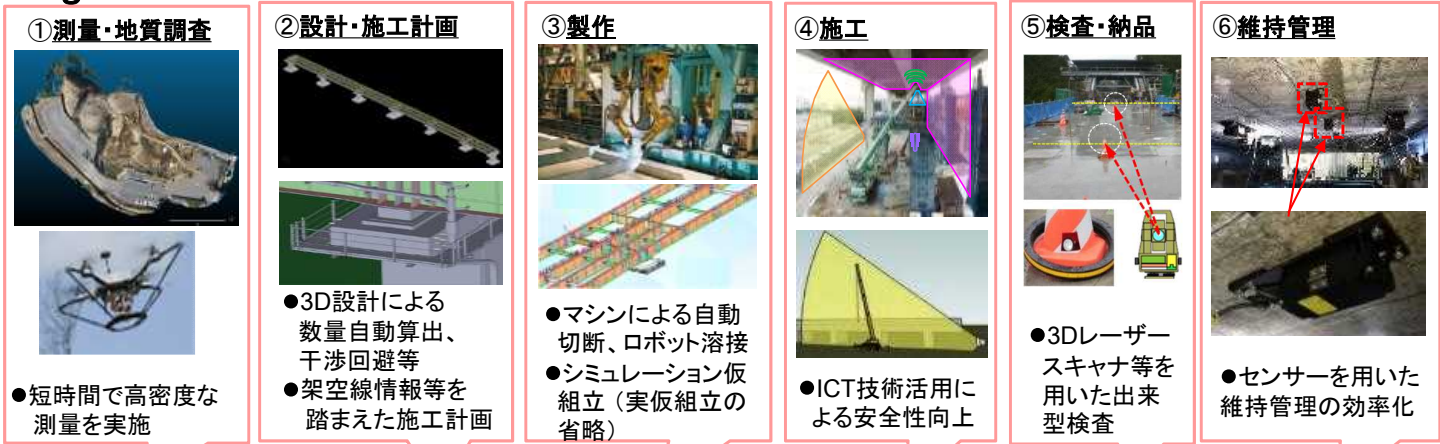 ①測量・地質調査
●短時間で高密度な
測量を実施
②設計・施工計画
●3D設計による
数量自動算出、
干渉回避等
●架空線情報等を
踏まえた施工計画
③製作
●マシンによる自動
切断、ロボット溶接
●シミュレーション仮
組立（実仮組立の
省略）
④施工
●ICT技術活用に
よる安全性向上
⑤検査・納品
●3Dレーザー
スキャナ等を
用いた出来
型検査
⑥維持管理
●センサーを用いた
維持管理の効率化